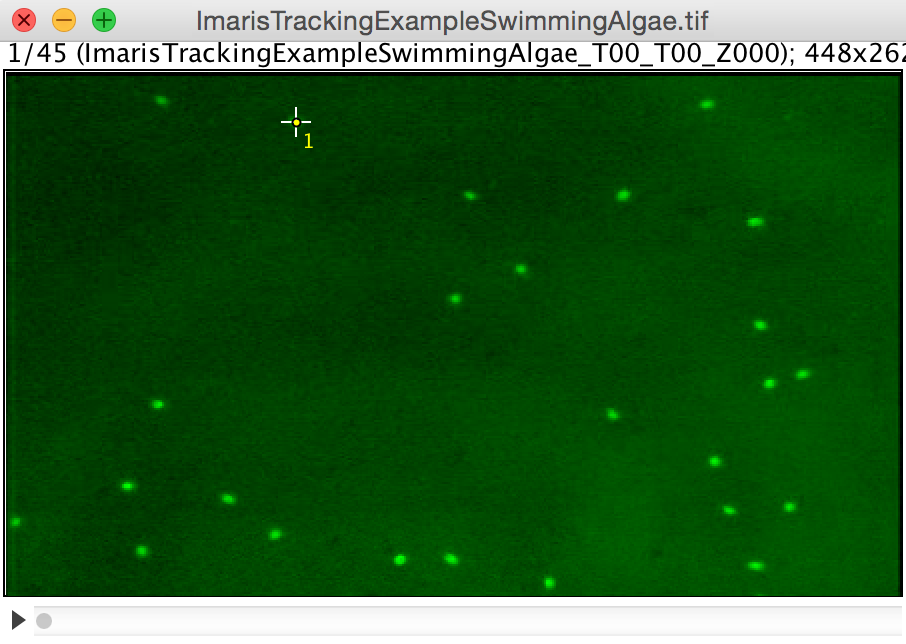 ImarisTrackingExampleSwimmingAlgae.tif
1/45 (ImarisTrackingExampleSwimmingAlgae_T00_T00_Z000); 448x262
1